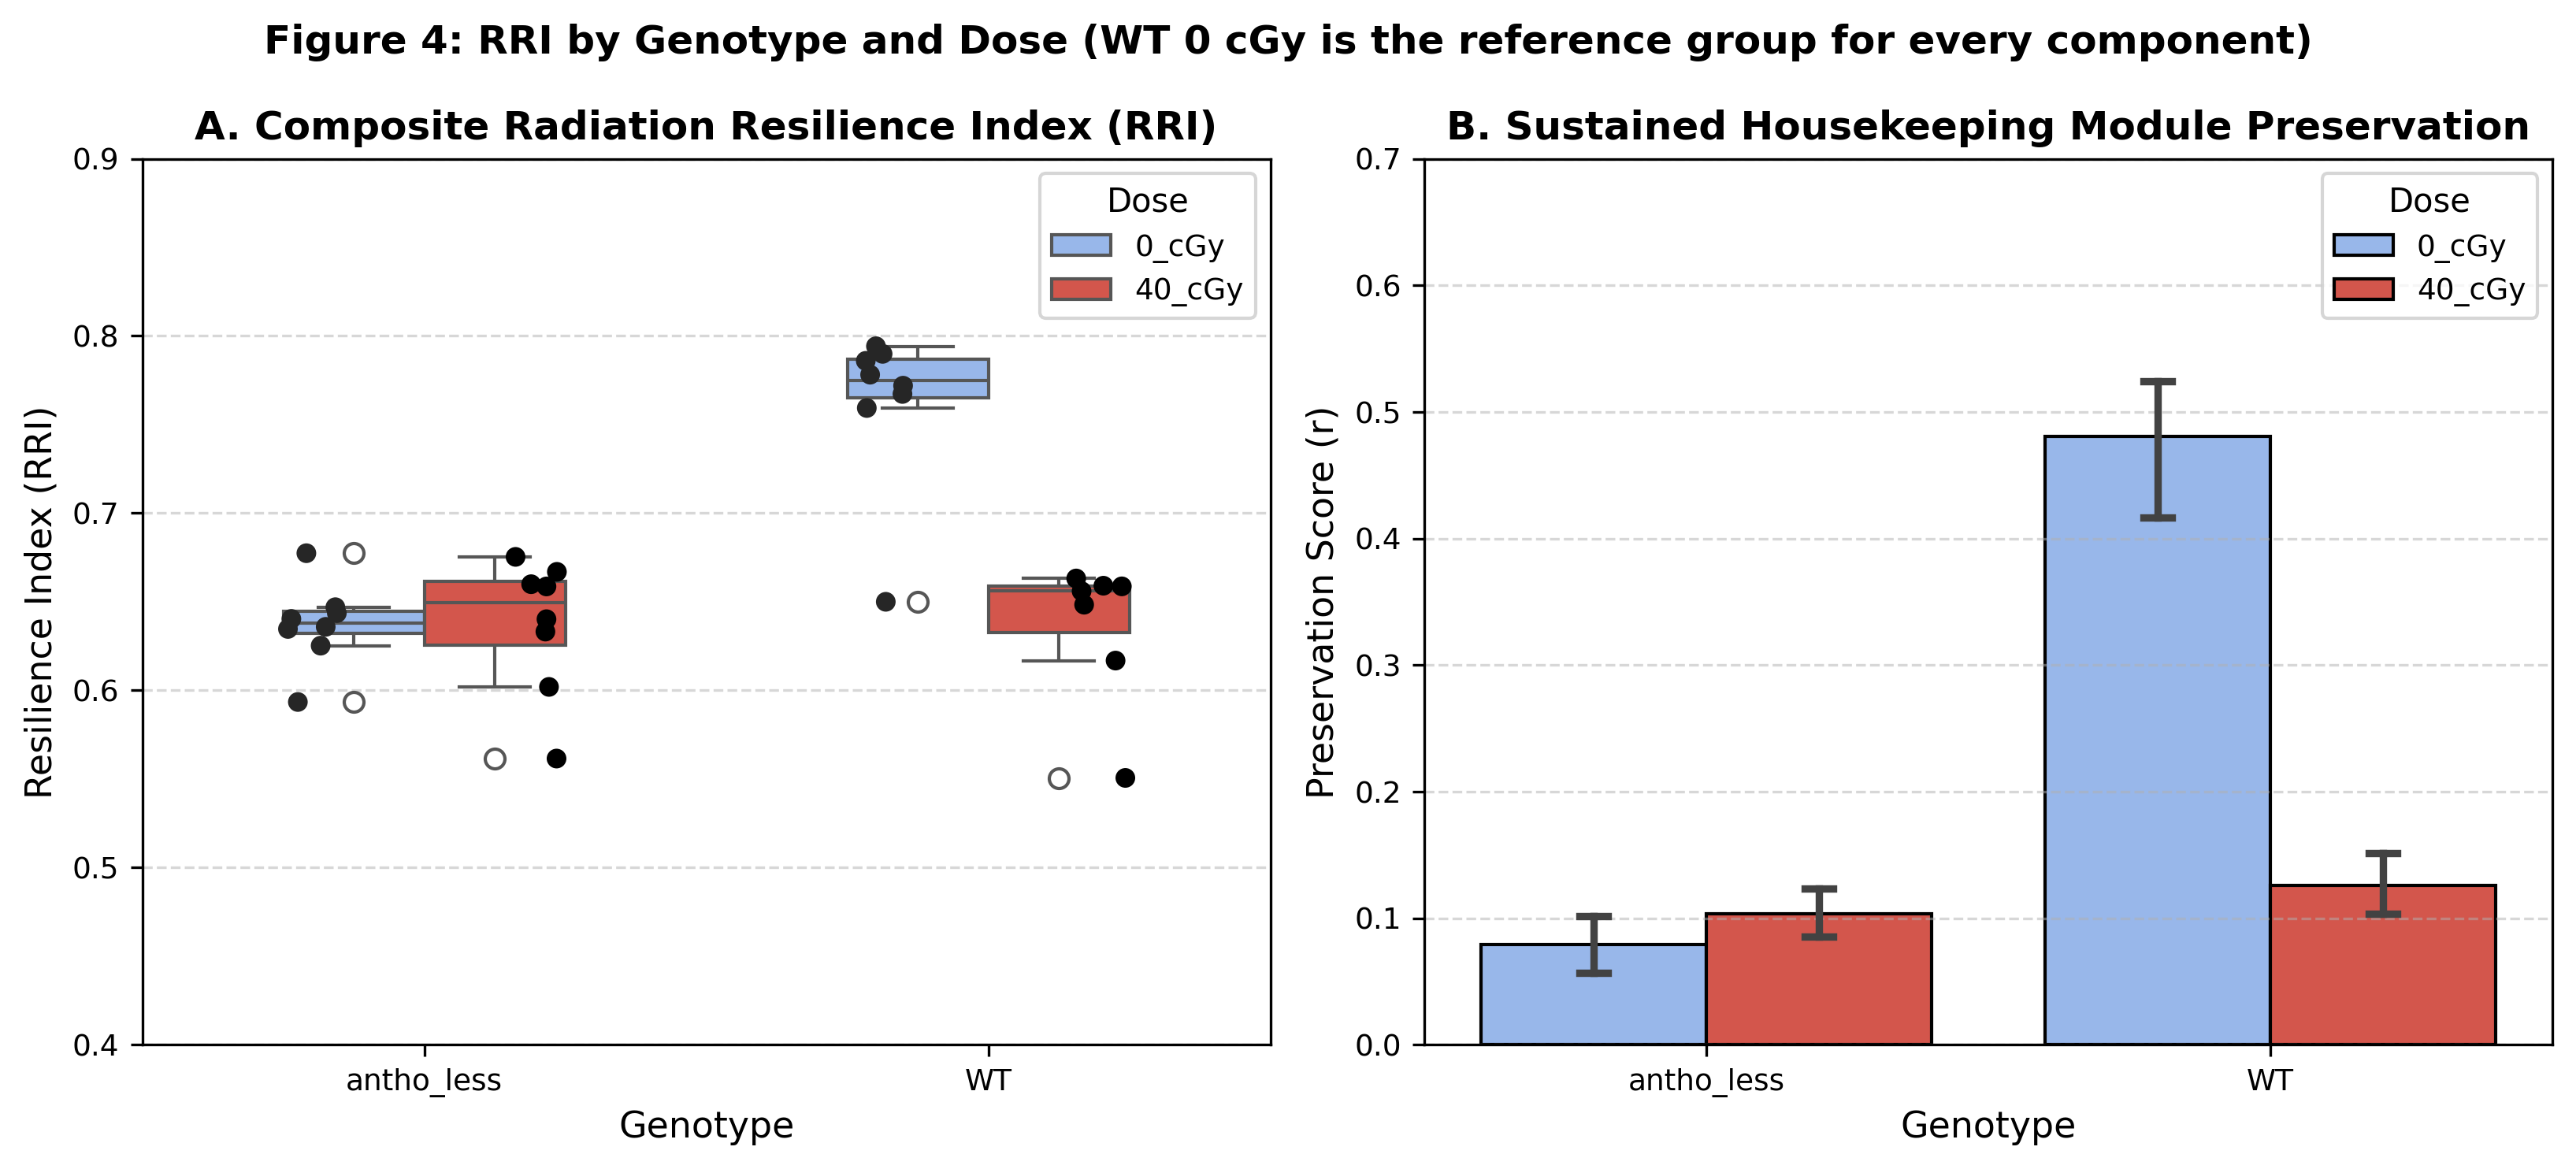 Figure 4: RRI by Genotype and Dose (WT 0 cGy is the reference group for every component)
A. Composite Radiation Resilience Index (RRI)
Resilience Index (RRI)
0.9
0.8
0.7
0.6
0.5
0.4
Dose
0_cGy
40_cGy
antho_less
WT
Genotype
B. Sustained Housekeeping Module Preservation
Preservation Score (r)
0.7
0.6
0.5
0.4
0.3
0.2
0.1
0.0
Dose
0_cGy
40_cGy
antho_less
WT
Genotype